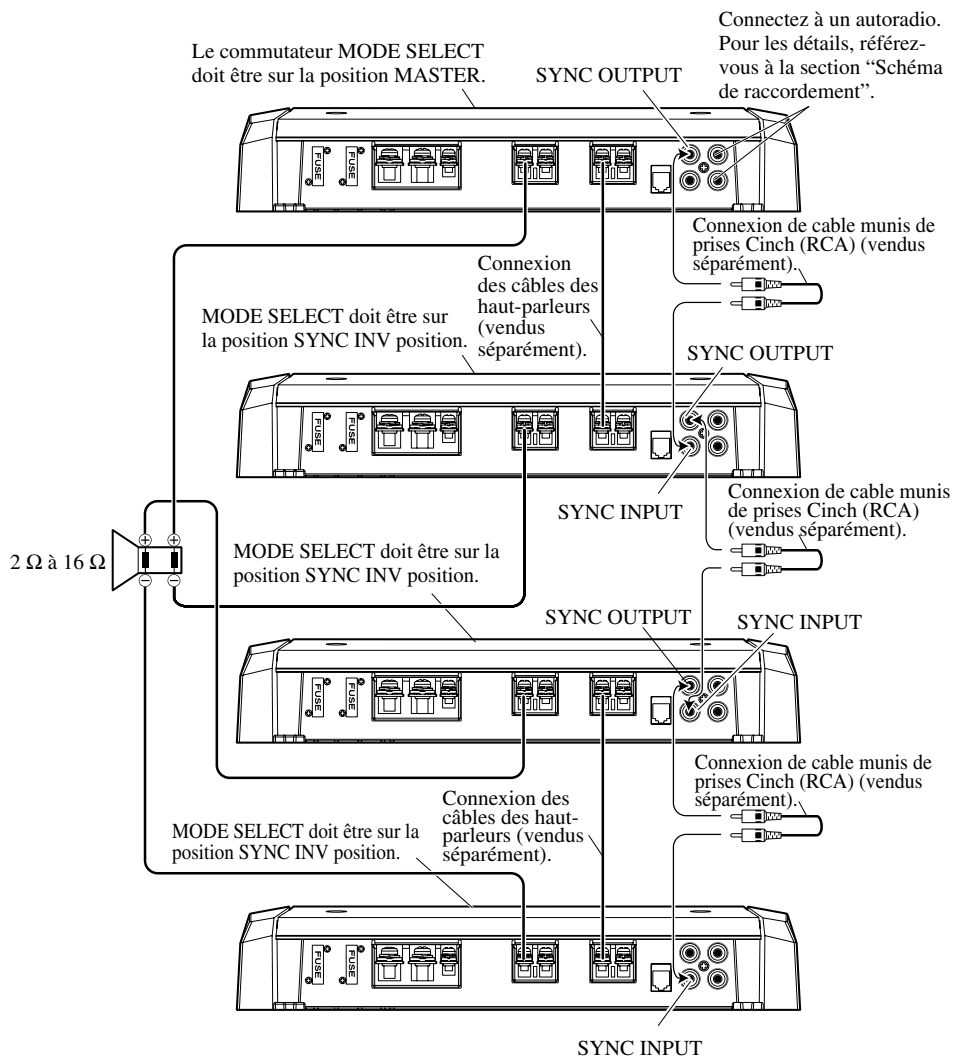 Connectez à un autoradio.
Pour les détails, référez-
vous à la section “Schéma
de raccordement”.
Le commutateur MODE SELECT
doit être sur la position MASTER.
SYNC OUTPUT
FUSE
FUSE
Connexion de cable munis de
prises Cinch (RCA) (vendus
séparément).
Connexion
des câbles des
haut-parleurs
(vendus
séparément).
MODE SELECT doit être sur
la position SYNC INV position.
SYNC OUTPUT
FUSE
FUSE
SYNC INPUT
Connexion de cable munis
de prises Cinch (RCA)
(vendus séparément).
2 Ω à 16 Ω
⊕ ⊕
⊖ ⊖
MODE SELECT doit être sur la
position SYNC INV position.
SYNC OUTPUT
SYNC INPUT
FUSE
FUSE
Connexion de cable munis de
prises Cinch (RCA) (vendus
séparément).
Connexion des
câbles des haut-
parleurs (vendus
séparément).
MODE SELECT doit être sur la
position SYNC INV position.
FUSE
FUSE
SYNC INPUT